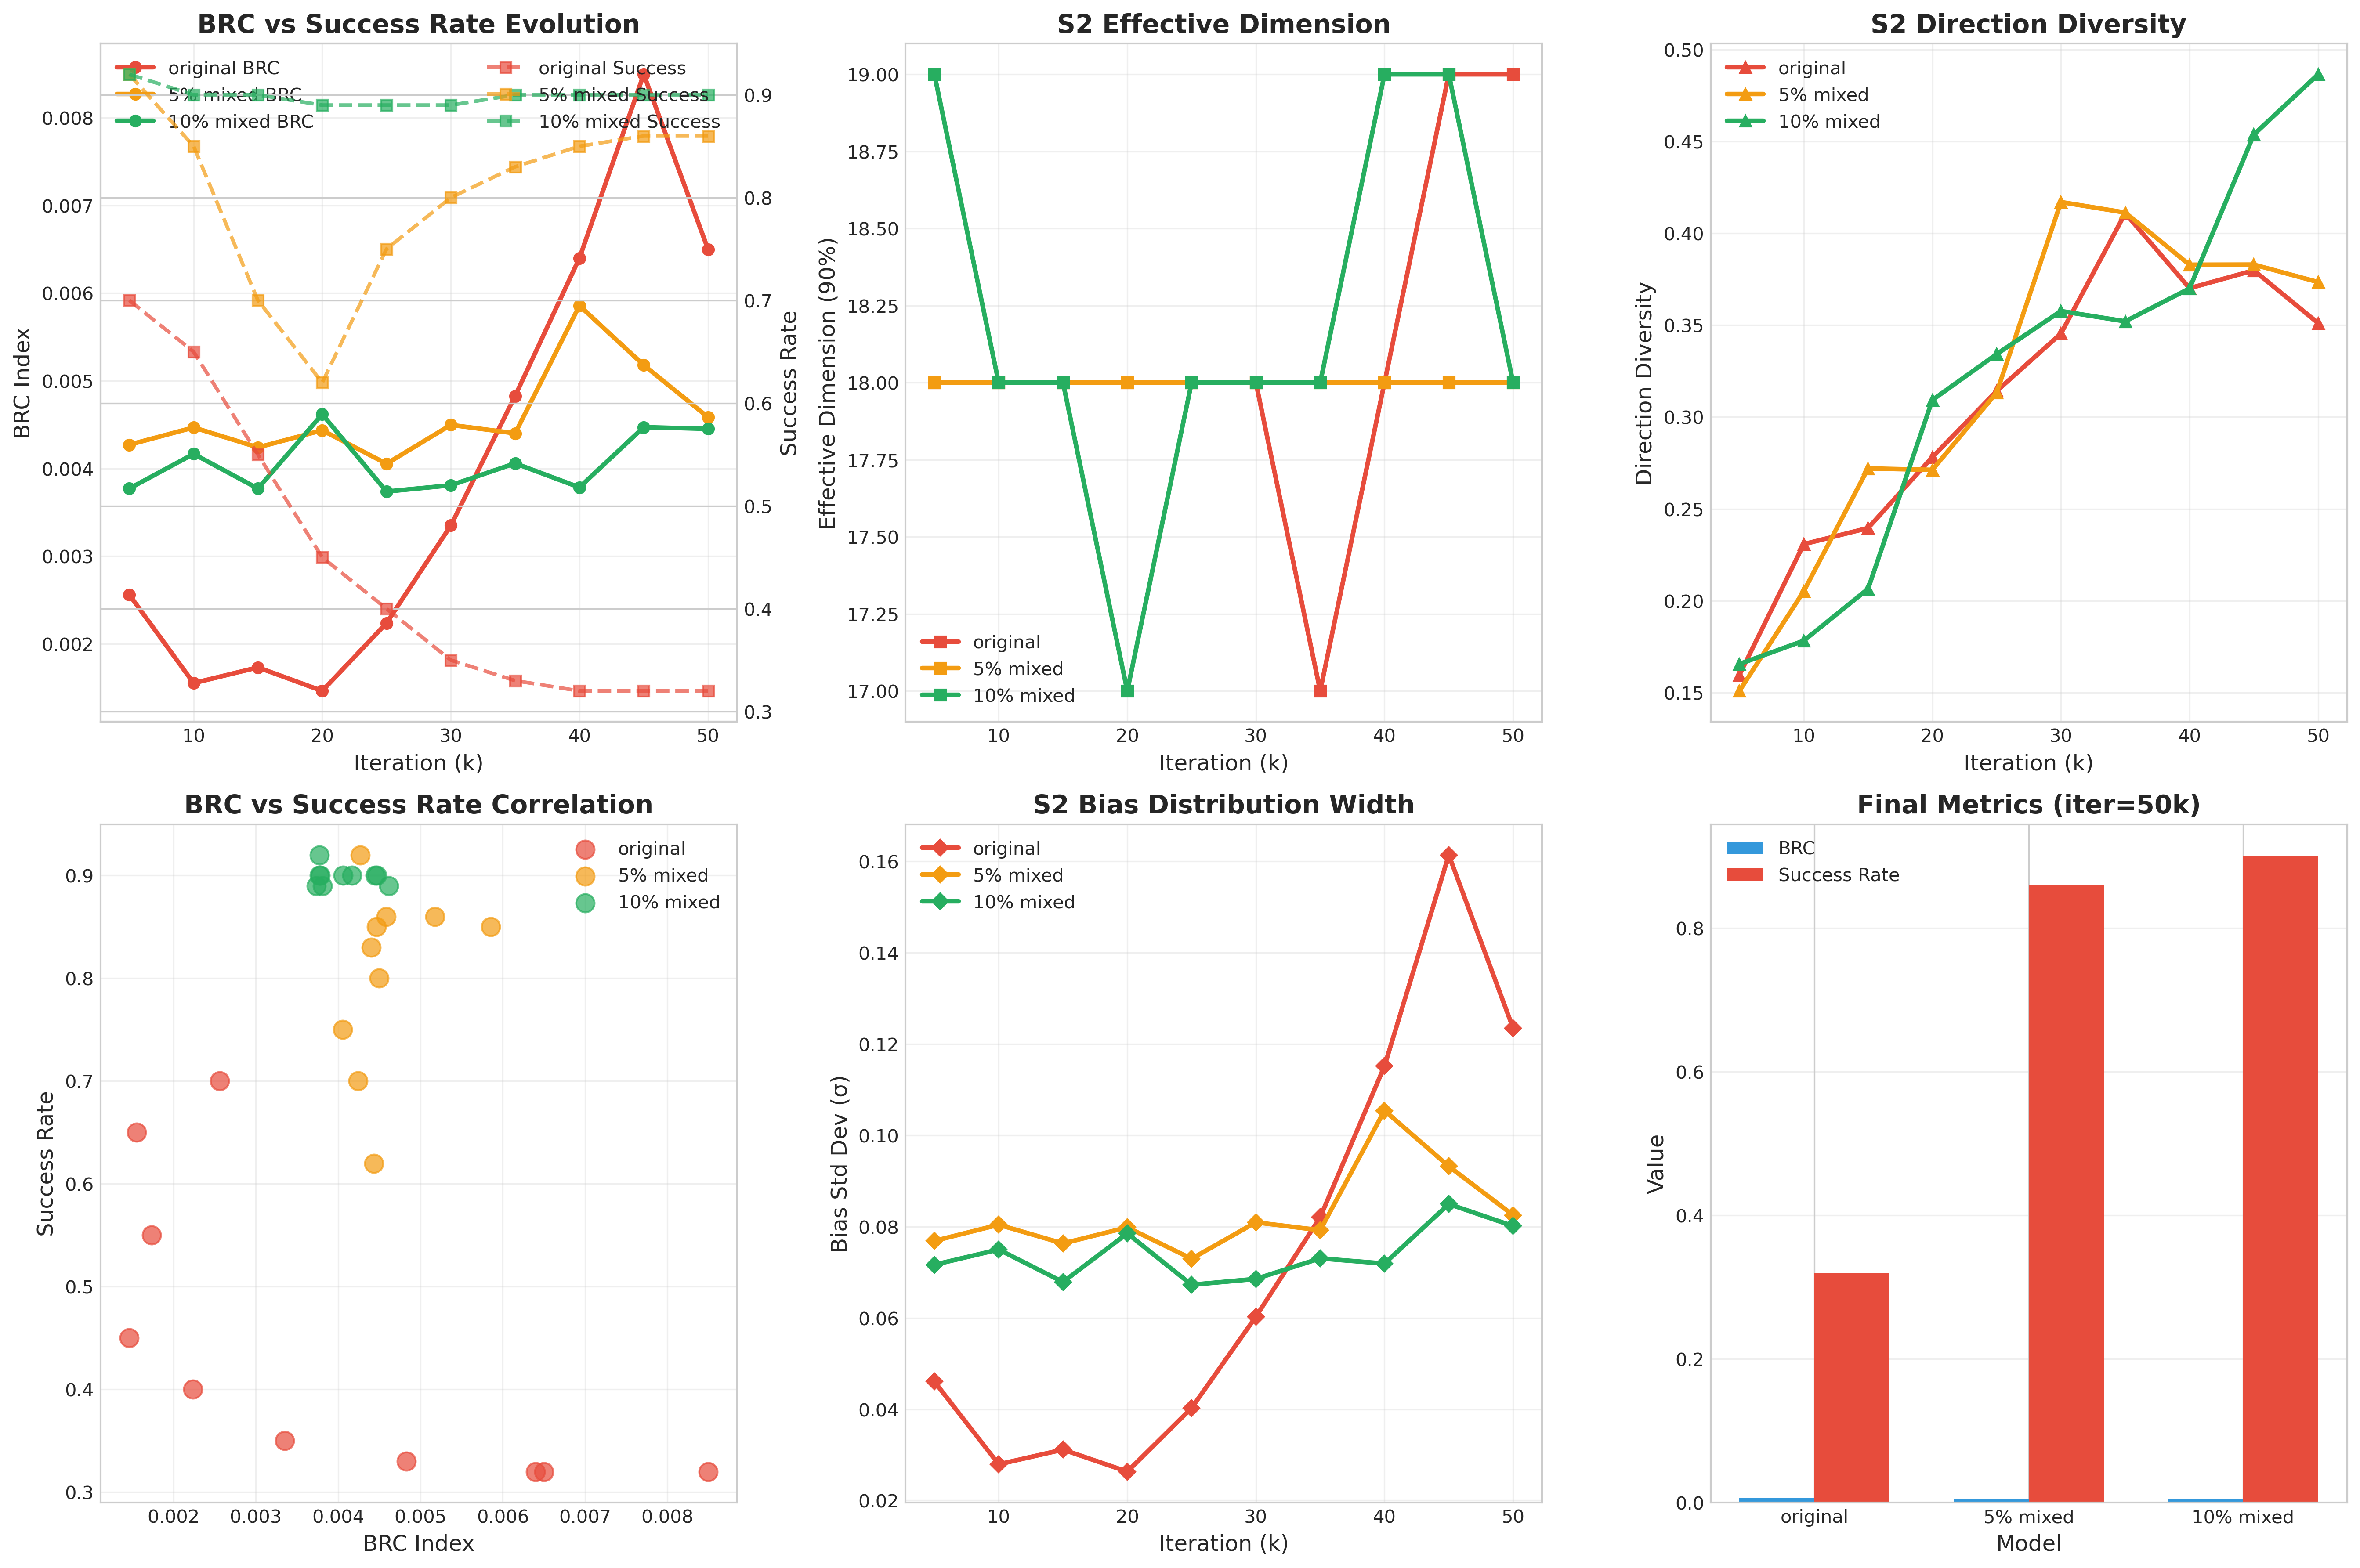 BRC vs Success Rate Evolution
original BRC
5% mixed BRC
10% mixed BRC
original Success
5% mixed Success
10% mixed Success
BRC Index
0.008
0.007
0.006
0.005
0.004
0.003
0.002
Success Rate
0.9
0.8
0.7
0.6
0.5
0.4
0.3
10
20
30
40
50
Iteration (k)
S2 Effective Dimension
Effective Dimension (90%)
19.00
18.75
18.50
18.25
18.00
17.75
17.50
17.25
17.00
original
5% mixed
10% mixed
10
20
30
40
50
Iteration (k)
S2 Direction Diversity
original
5% mixed
10% mixed
Direction Diversity
0.50
0.45
0.40
0.35
0.30
0.25
0.20
0.15
10
20
30
40
50
Iteration (k)
BRC vs Success Rate Correlation
original
5% mixed
10% mixed
Success Rate
0.9
0.8
0.7
0.6
0.5
0.4
0.3
0.002
0.003
0.004
0.005
0.006
0.007
0.008
BRC Index
S2 Bias Distribution Width
original
5% mixed
10% mixed
Bias Std Dev (σ)
0.16
0.14
0.12
0.10
0.08
0.06
0.04
0.02
10
20
30
40
50
Iteration (k)
Final Metrics (iter=50k)
BRC
Success Rate
Value
0.8
0.6
0.4
0.2
0.0
original
5% mixed
10% mixed
Model